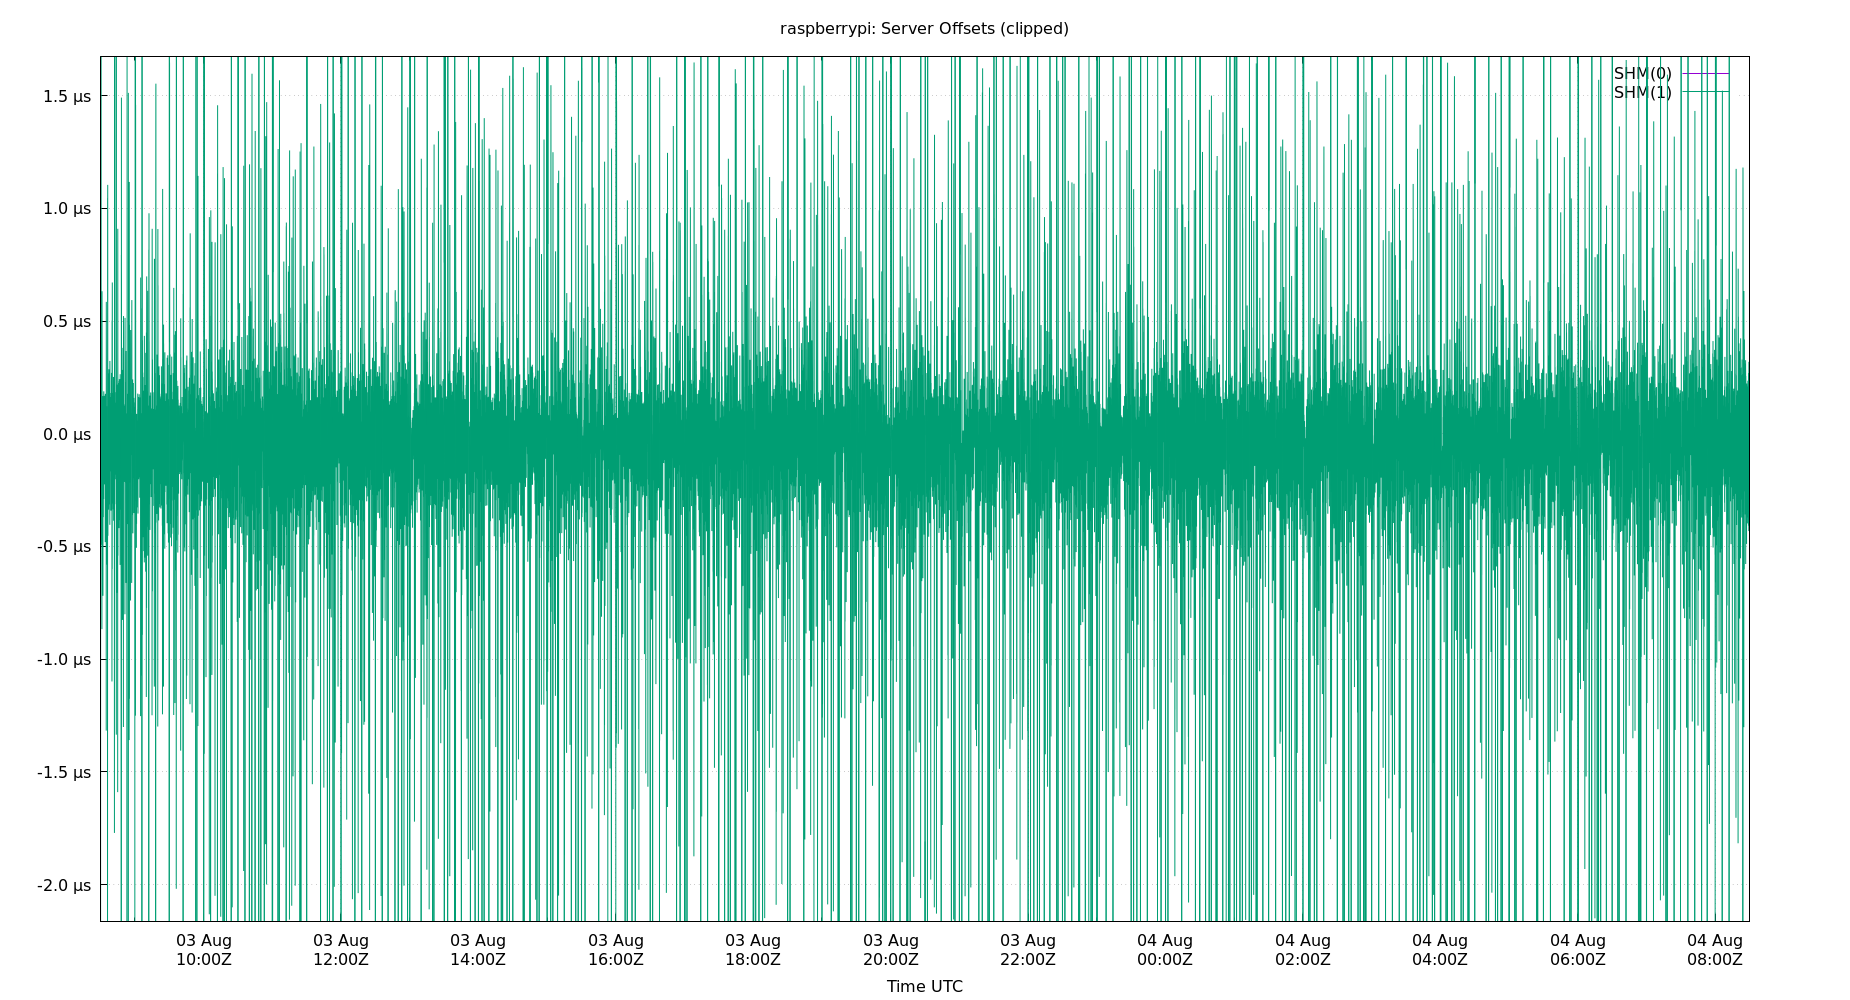 raspberrypi: Server Offsets (clipped)
SHM(0)
SHM(1)
1.5 µs
1.0 µs
0.5 µs
0.0 µs
-0.5 µs
-1.0 µs
-1.5 µs
-2.0 µs
03 Aug 03 Aug 03 Aug 03 Aug 03 Aug 03 Aug 03 Aug 04 Aug 04 Aug 04 Aug 04 Aug 04 Aug
10:00Z 12:00Z 14:00Z 16:00Z 18:00Z 20:00Z 22:00Z 00:00Z 02:00Z 04:00Z 06:00Z 08:00Z
Time UTC